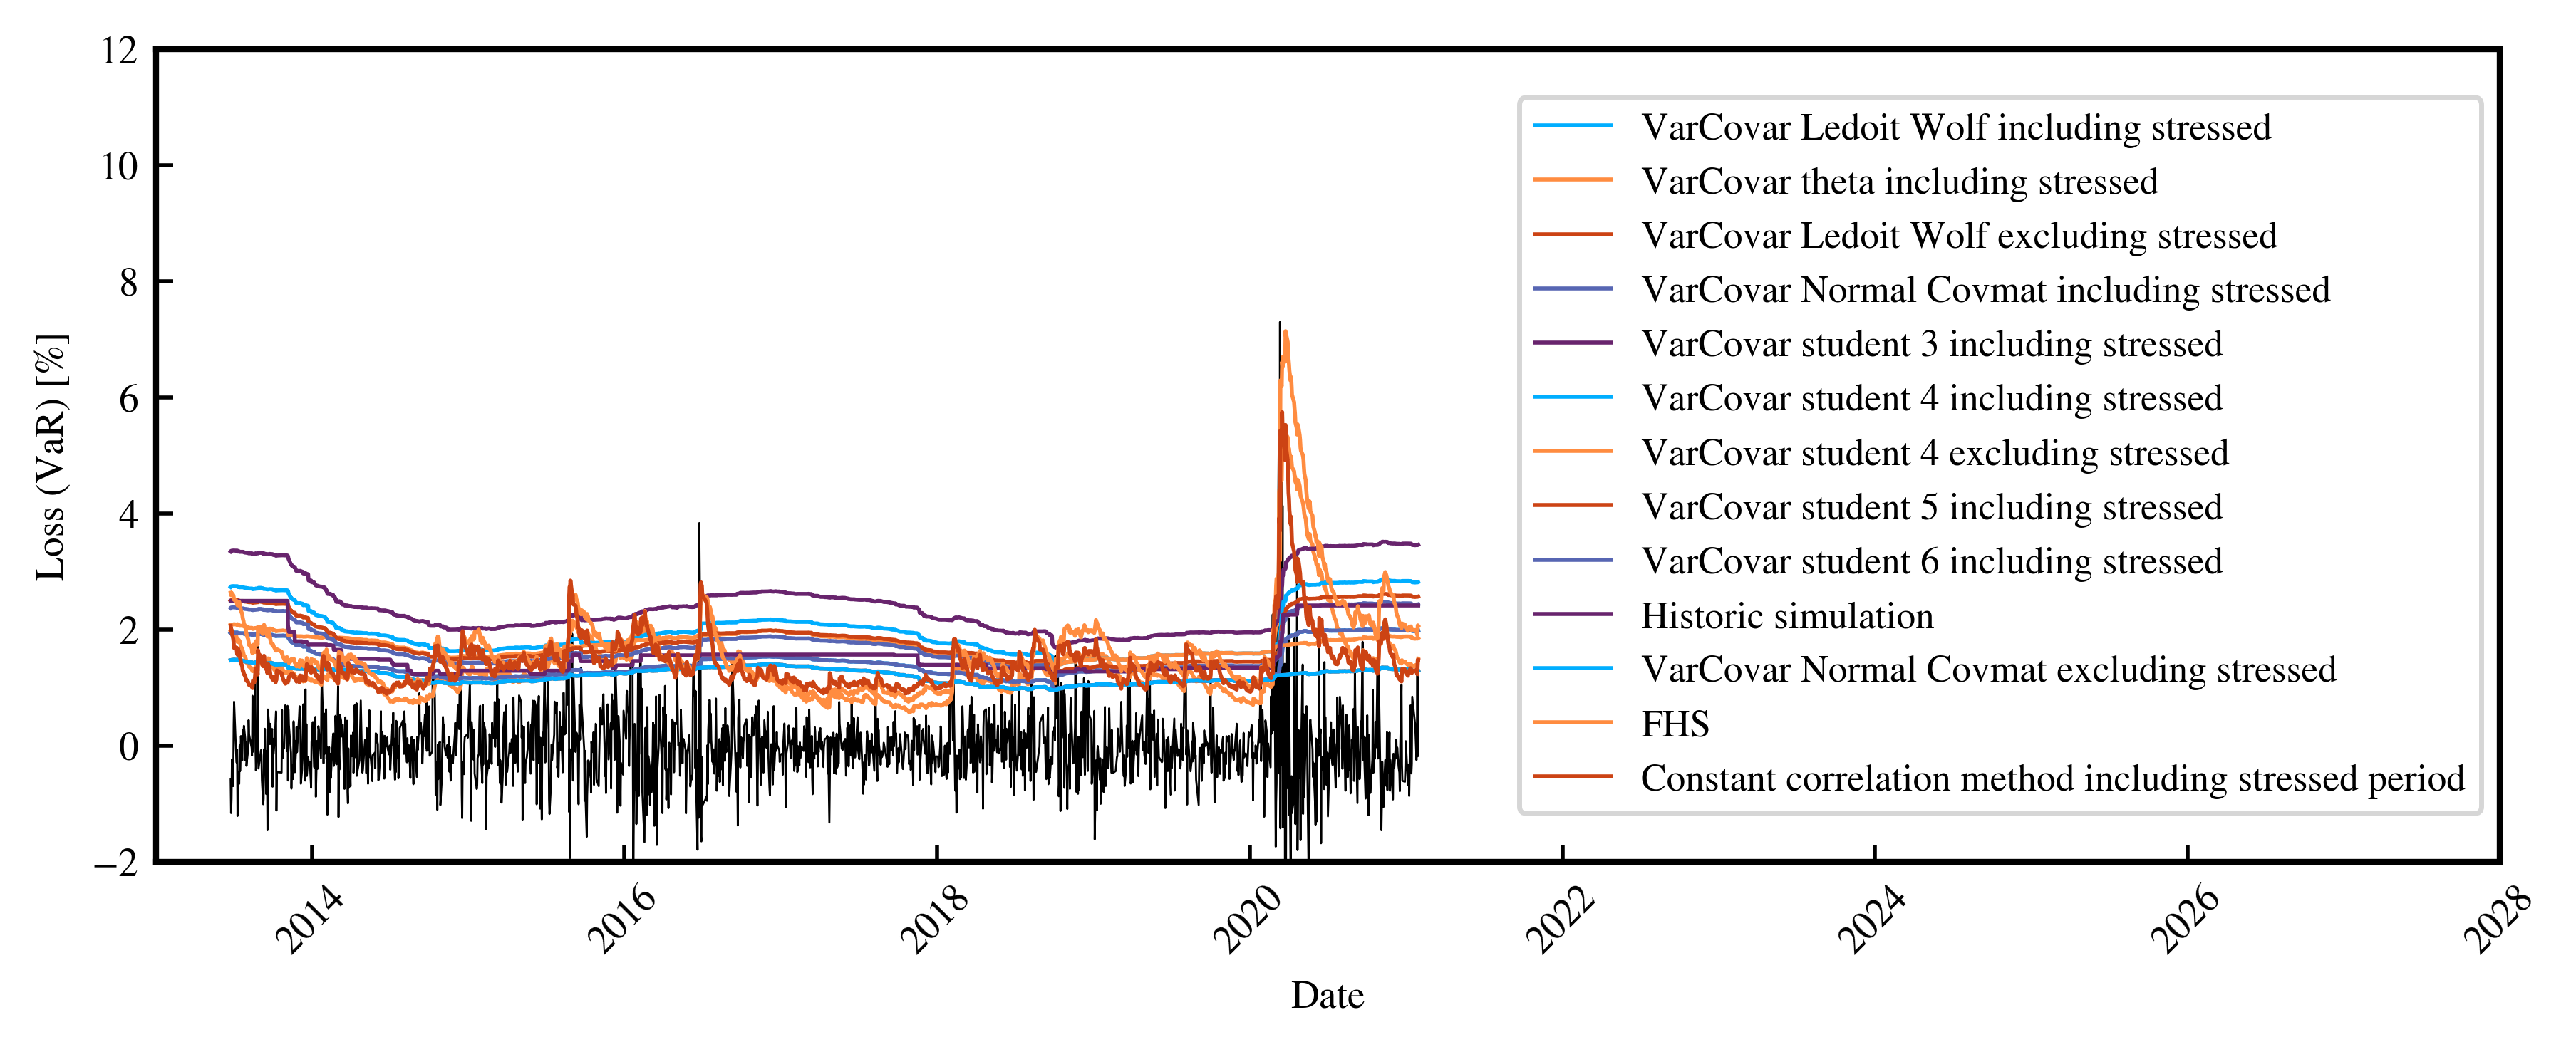 12
10
8
6
4
2
0
−2
Loss (VaR) [%]
VarCovar Ledoit Wolf including stressed
VarCovar theta including stressed
VarCovar Ledoit Wolf excluding stressed
VarCovar Normal Covmat including stressed
VarCovar student 3 including stressed
VarCovar student 4 including stressed
VarCovar student 4 excluding stressed
VarCovar student 5 including stressed
VarCovar student 6 including stressed
Historic simulation
VarCovar Normal Covmat excluding stressed
FHS
Constant correlation method including stressed period
2014
2016
2018
2020
2022
2024
2026
2028
Date